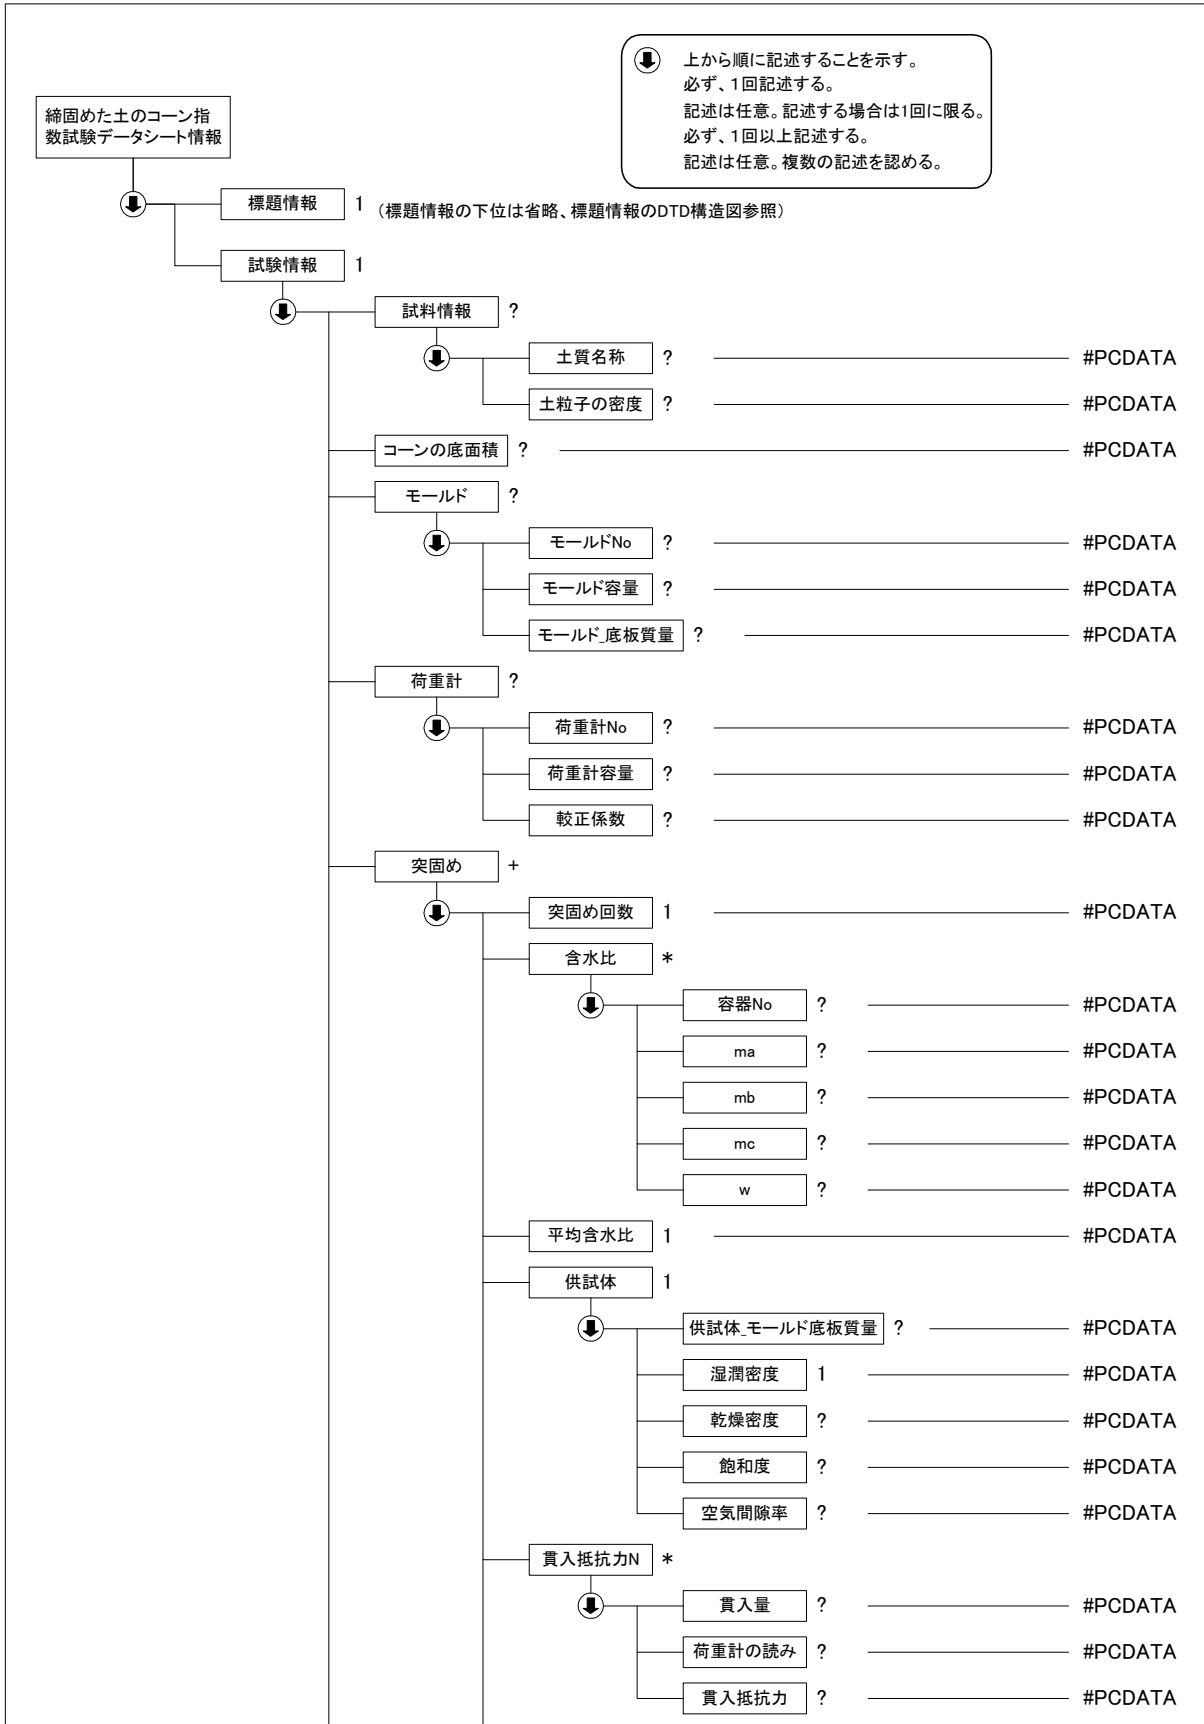 上から順に記述することを示す。
必ず、1回記述する。
記述は任意。記述する場合は1回に限る。
必ず、1回以上記述する。
記述は任意。複数の記述を認める。
締固めた土のコーン指
数試験データシート情報
標題情報 1 (標題情報の下位は省略、標題情報のDTD構造図参照)
試験情報 1
試料情報 ?
土質名称 ? #PCDATA
土粒子の密度 ? #PCDATA
コーンの底面積 ? #PCDATA
モールド ?
モールドNo ? #PCDATA
モールド容量 ? #PCDATA
モールド_底板質量 ? #PCDATA
荷重計 ?
荷重計No ? #PCDATA
荷重計容量 ? #PCDATA
較正係数 ? #PCDATA
突固め +
突固め回数 1 #PCDATA
含水比 *
容器No ? #PCDATA
ma ? #PCDATA
mb ? #PCDATA
mc ? #PCDATA
w ? #PCDATA
平均含水比 1 #PCDATA
供試体 1
供試体_モールド底板質量 ? #PCDATA
湿潤密度 1 #PCDATA
乾燥密度 ? #PCDATA
飽和度 ? #PCDATA
空気間隙率 ? #PCDATA
貫入抵抗力N *
貫入量 ? #PCDATA
荷重計の読み ? #PCDATA
貫入抵抗力 ? #PCDATA